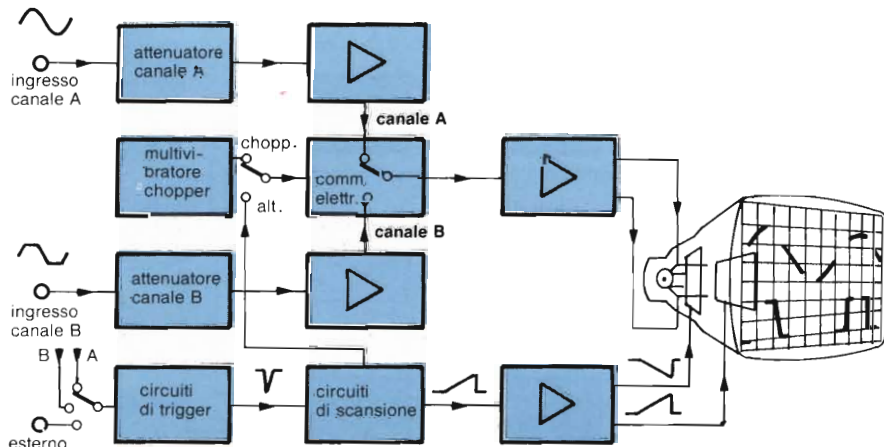 attenuatore
canale A
ingresso
canale A
canale A
chopp.
multivi-
bratore
chopper
comm.
elettr.
alt.
canale B
attenuatore
canale B
ingresso
canale B
B
A
circuiti
di trigger
circuiti
di scansione
esterno